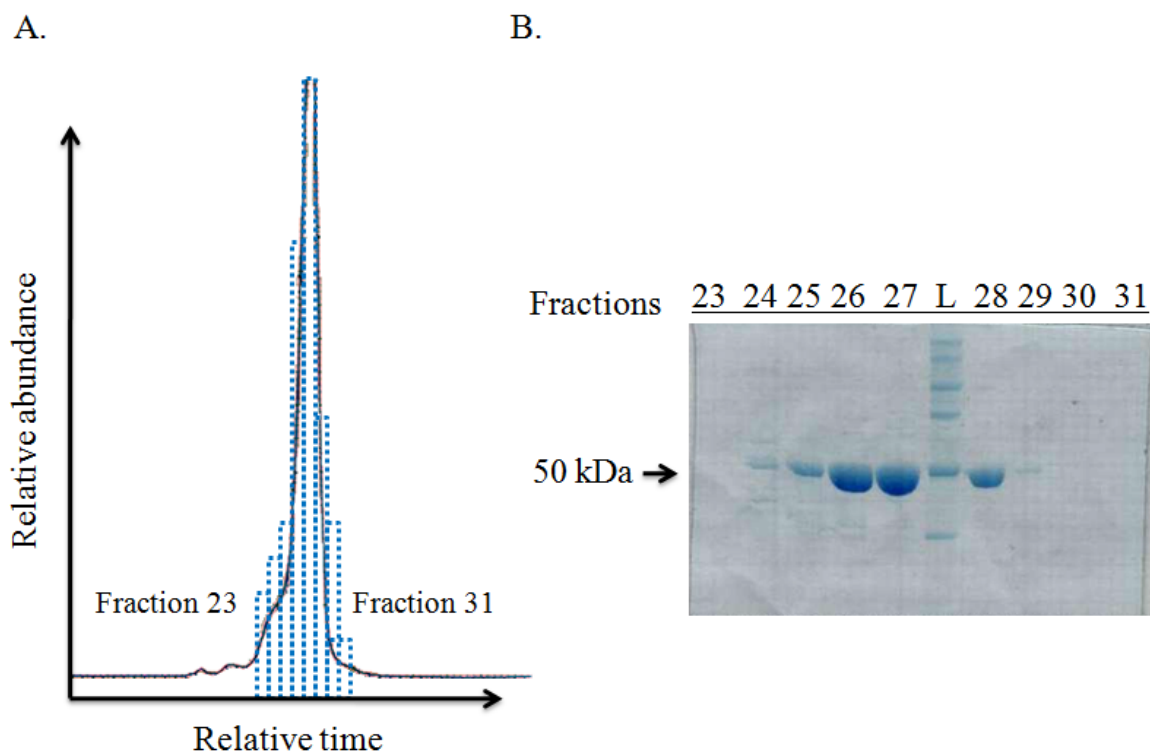 A.
Relative abundance
Fraction 23
Fraction 31
Relative time
B.
Fractions 23 24 25 26 27 L 28 29 30 31
50 kDa